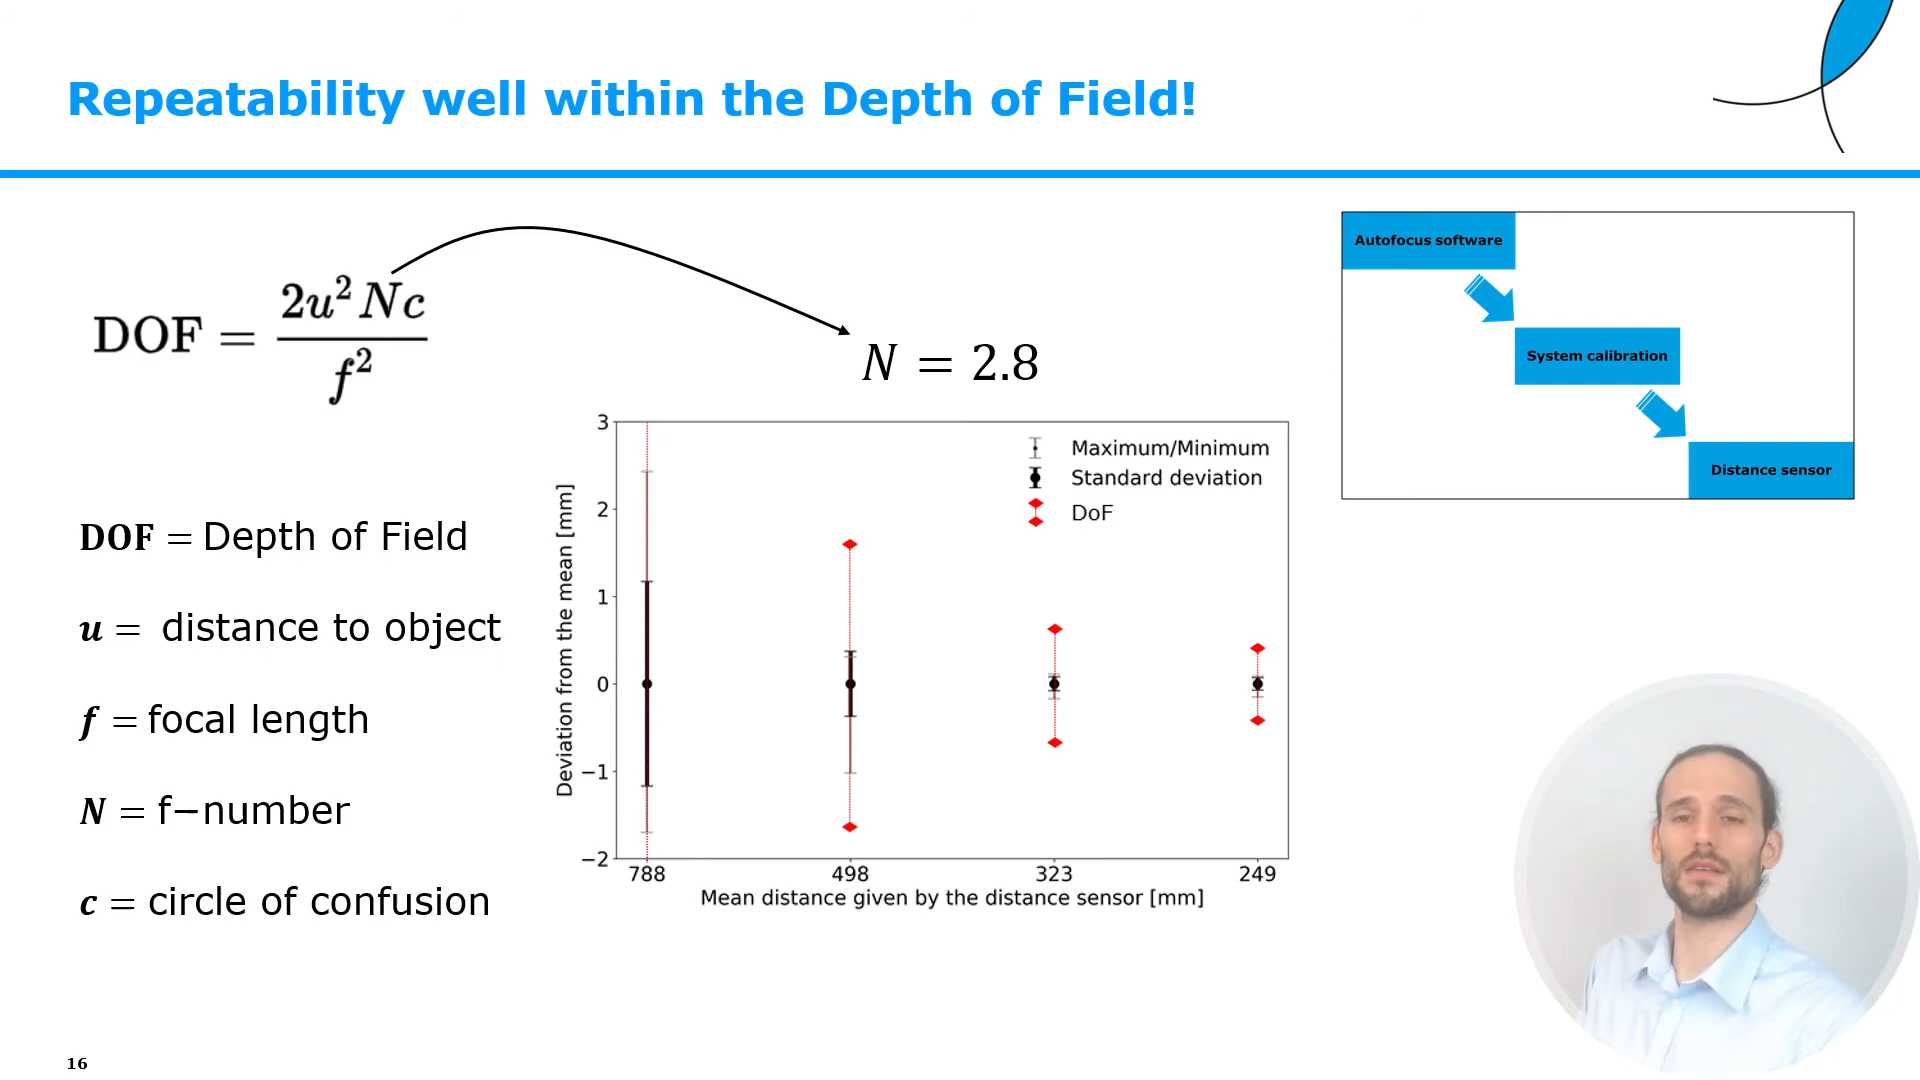 Repeatability well within the Depth of Field!
DOF = 2u² Nc / f²
N = 2.8
DOF = Depth of Field
u = distance to object
f = focal length
N = f−number
c = circle of confusion
3
2
1
0
−1
−2
Deviation from the mean [mm]
Maximum/Minimum
Standard deviation
DoF
788 498 323 249
Mean distance given by the distance sensor [mm]
Autofocus software
System calibration
Distance sensor
16